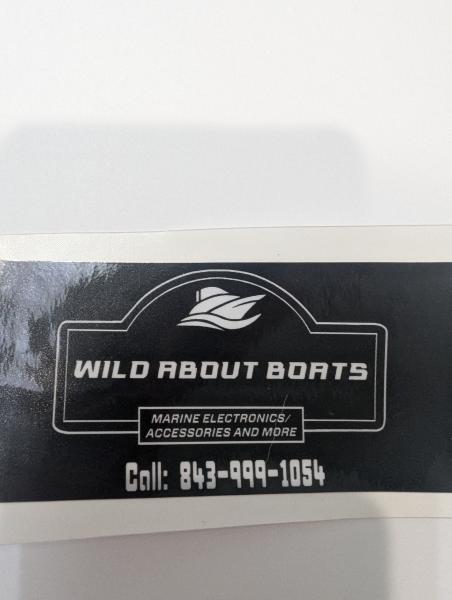 WILD ABOUT BOATS
MARINE ELECTRONICS/
ACCESSORIES AND MORE
Call: 843-999-1054